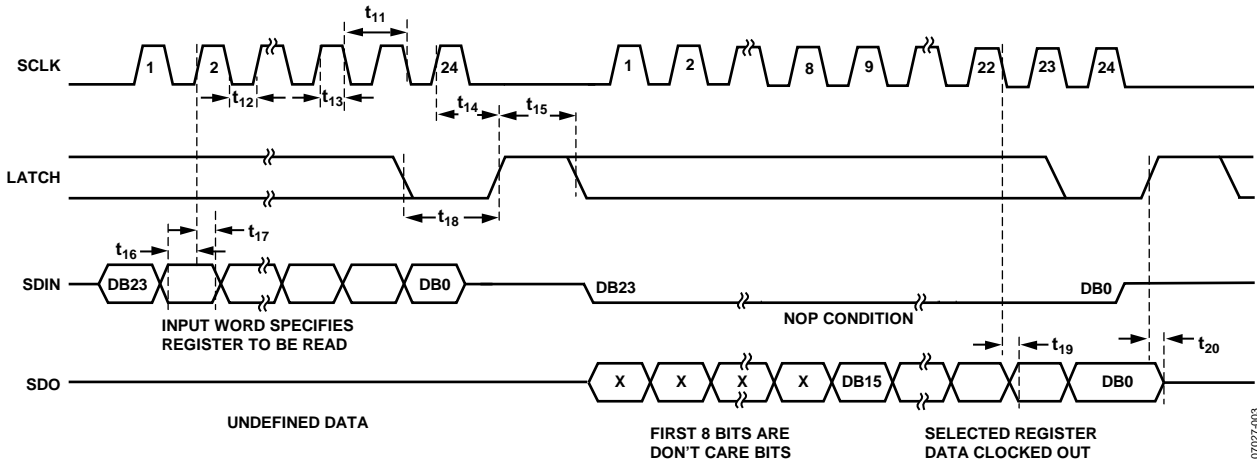 t11
SCLK
1
2
24
1
2
8
9
22
23
24
t12
t13
t14
t15
LATCH
t18
t16
t17
SDIN
DB23
DB0
DB23
DB0
INPUT WORD SPECIFIES
REGISTER TO BE READ
NOP CONDITION
t19
t20
SDO
X
X
X
X
DB15
DB0
UNDEFINED DATA
FIRST 8 BITS ARE
DON'T CARE BITS
SELECTED REGISTER
DATA CLOCKED OUT
07027-003